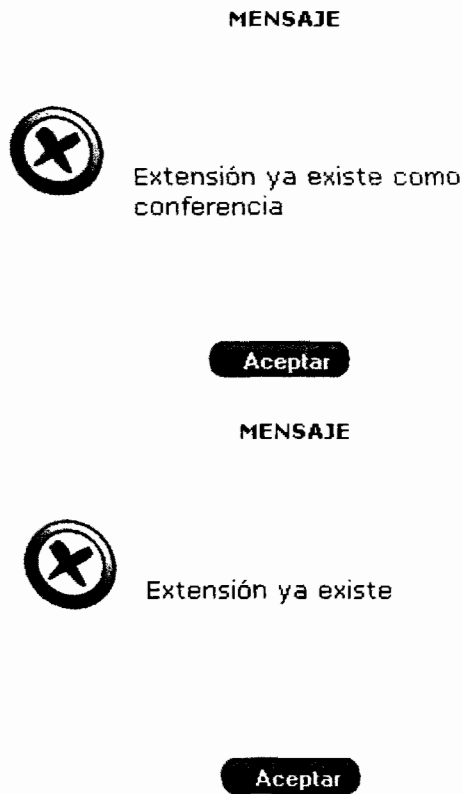 MENSAJE
Extensión ya existe como
conferencia
Aceptar
MENSAJE
Extensión ya existe
Aceptar